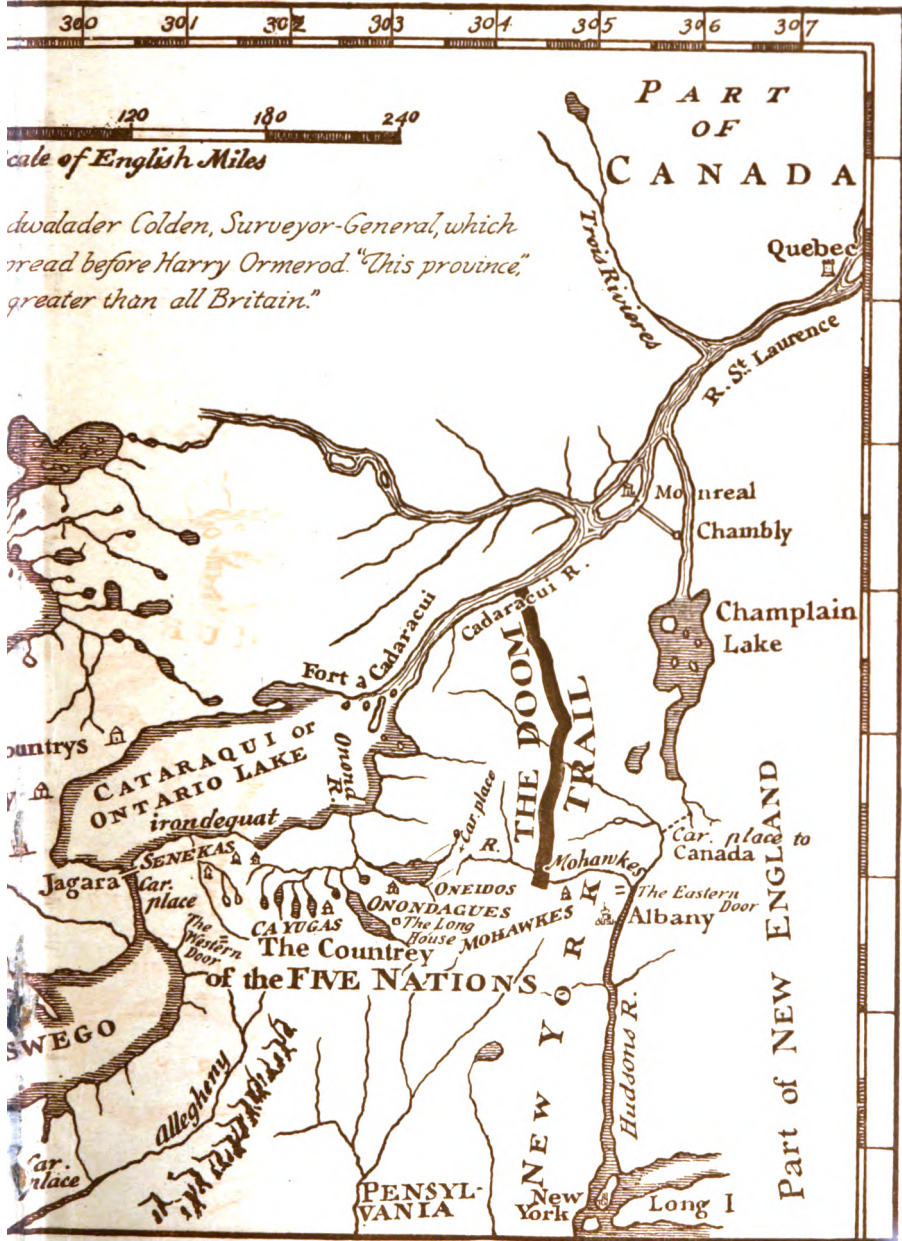 300 301 302 303 304 305 306 307
120 180 240
cale of English Miles
dwalader Colden, Surveyor-General, which
pread before Harry Ormerod. "This province,"
greater than all Britain."
PART
OF
CANADA
Quebec
Trois Rivieres
R. St. Laurence
Monreal
Chambly
Champlain
Lake
Cadaracui R.
Fort a Cadaracui
THE DOOM
TRAIL
ountrys
CATARAQUI or
ONTARIO LAKE
Onond
R.
irondequat
SENEKAS
Jagara
Car.
place
The
Western
Door
CAYUGAS
Car. place
R.
ONEIDOS
ONONDAGUES
The Long
House
MOHAWKES
Mohawkes
Car. place to
Canada
The Eastern
Door
Albany
The Countrey
of the FIVE NATIONS
SWEGO
Allegheny
Car.
place
PENSYL-
VANIA
NEW YORK
Hudsons R.
New
York
Long I
Part of NEW ENGLAND